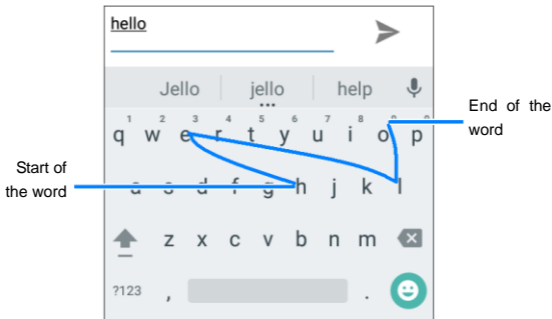 hello
Jello jello help
1 2 3 4 5 6 7 8 9 0
q w e r t y u i o p
End of the
word
Start of
the word
a s d f g h j k l
z x c v b n m
?123 , .